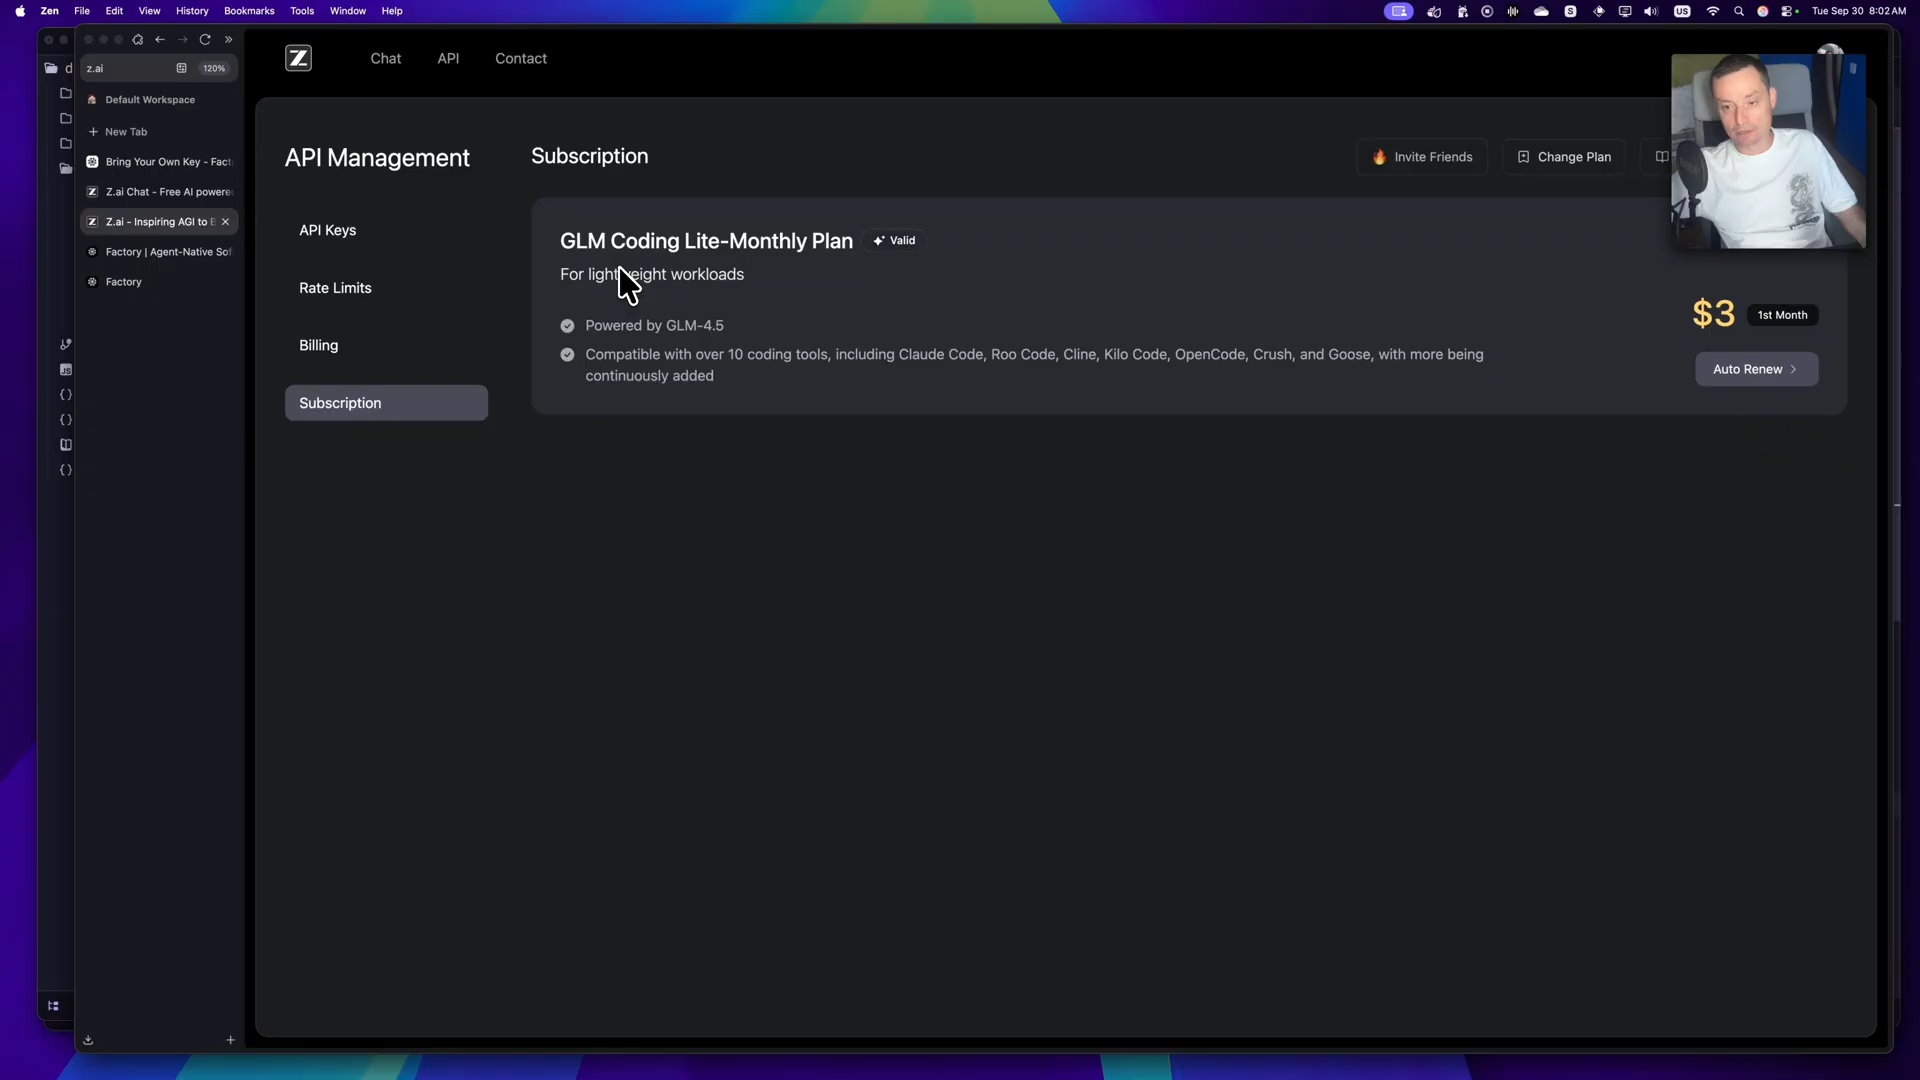 Zen File Edit View History Bookmarks Tools Window Help
S
US
Tue Sep 30 8:02 AM
d
z.ai
120%
Default Workspace
New Tab
Bring Your Own Key - Fact
Z.ai Chat - Free AI powere
Z.ai - Inspiring AGI to B
Factory | Agent-Native Sof
Factory
Z
Chat
API
Contact
API Management
API Keys
Rate Limits
Billing
Subscription
Subscription
Invite Friends
Change Plan
GLM Coding Lite-Monthly Plan
Valid
For lightweight workloads
Powered by GLM-4.5
Compatible with over 10 coding tools, including Claude Code, Roo Code, Cline, Kilo Code, OpenCode, Crush, and Goose, with more being
continuously added
$3
1st Month
Auto Renew
JS